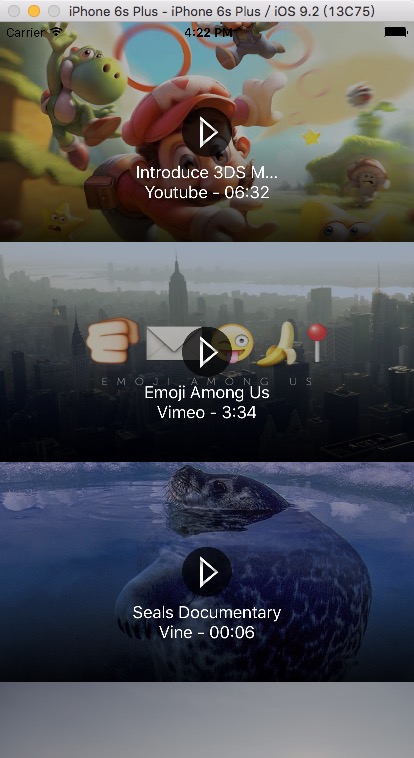 iPhone 6s Plus - iPhone 6s Plus / iOS 9.2 (13C75)
Carrier 4:22 PM
Introduce 3DS M...
Youtube - 06:32
EMOJI AMONG US
Emoji Among Us
Vimeo - 3:34
Seals Documentary
Vine - 00:06